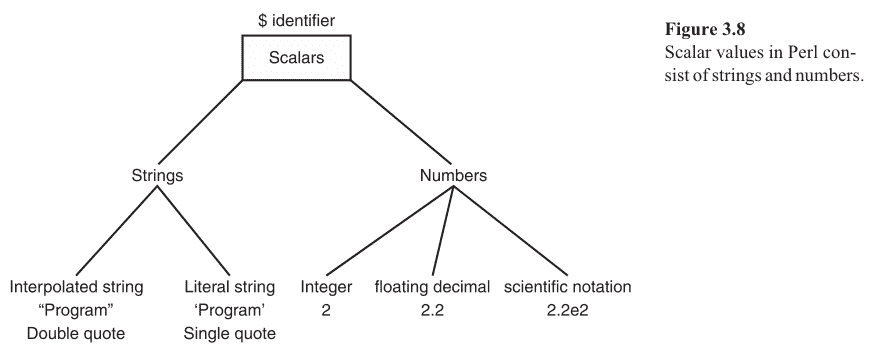 $ identifier
Scalars
Figure 3.8
Scalar values in Perl con-
sist of strings and numbers.
Strings
Numbers
Interpolated string
“Program”
Double quote
Literal string
‘Program’
Single quote
Integer
2
floating decimal
2.2
scientific notation
2.2e2